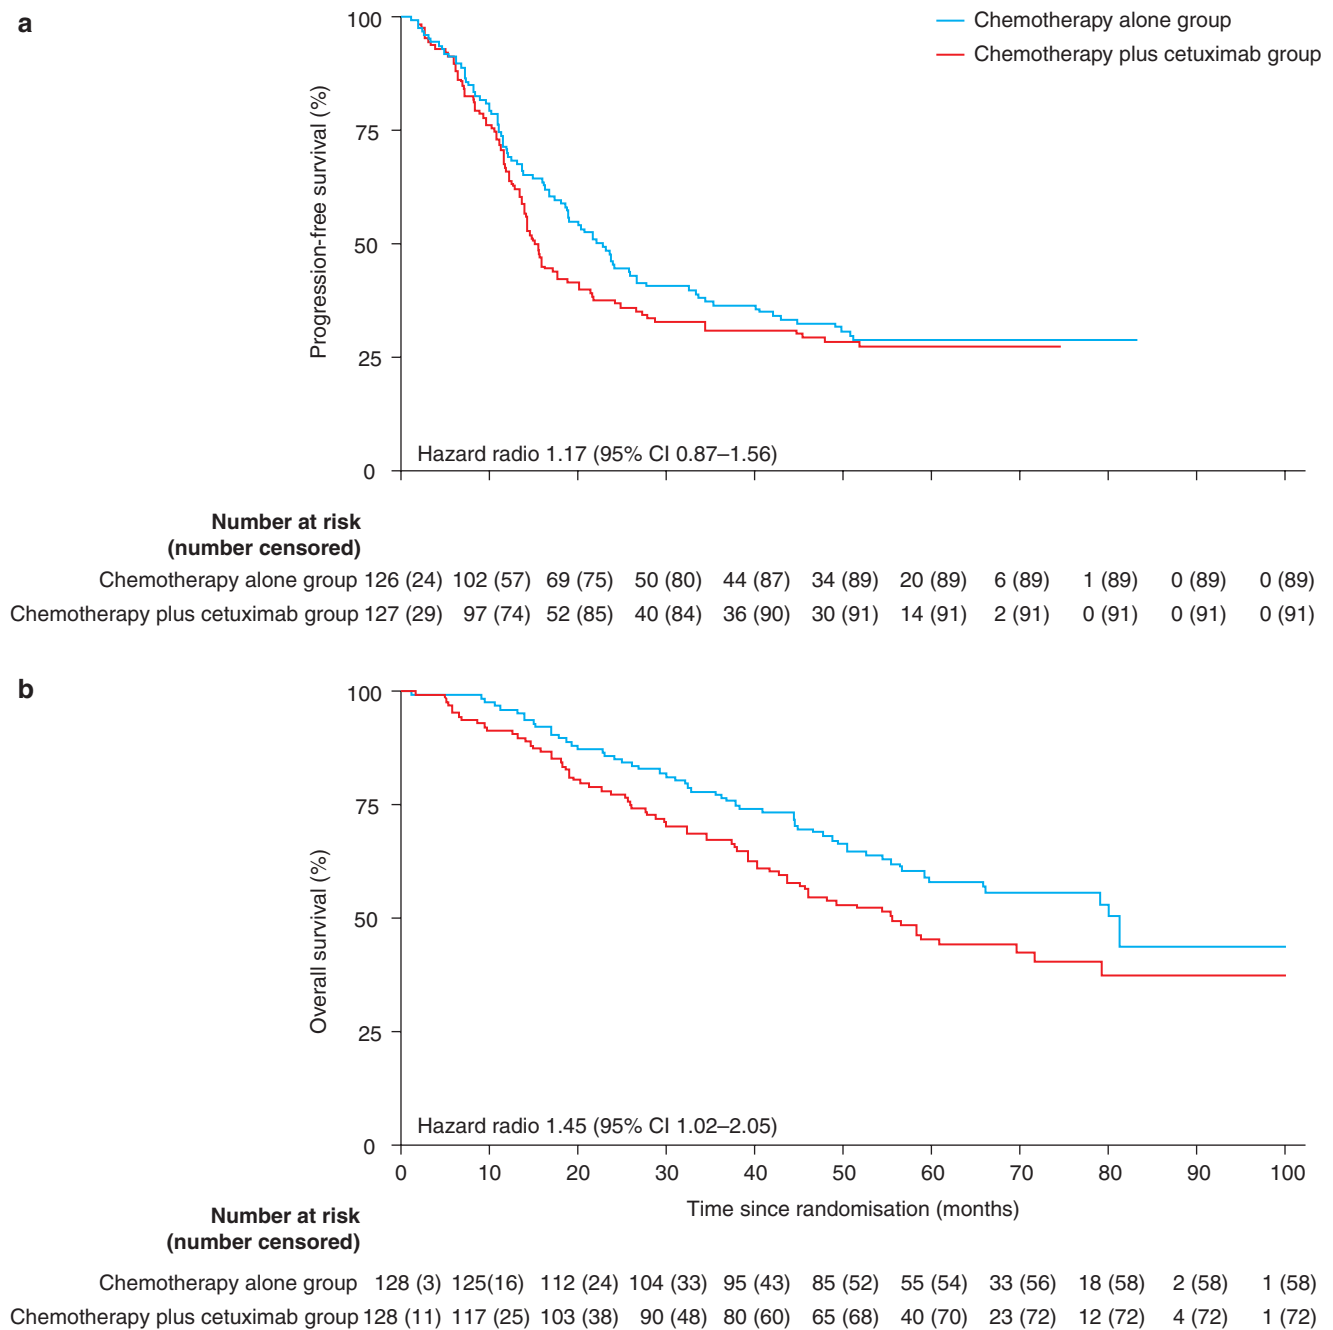 a
Chemotherapy alone group
Chemotherapy plus cetuximab group
Progression-free survival (%)
100
75
50
25
0
Hazard radio 1.17 (95% CI 0.87–1.56)
Number at risk
(number censored)
Chemotherapy alone group 126 (24) 102 (57) 69 (75) 50 (80) 44 (87) 34 (89) 20 (89) 6 (89) 1 (89) 0 (89) 0 (89)
Chemotherapy plus cetuximab group 127 (29) 97 (74) 52 (85) 40 (84) 36 (90) 30 (91) 14 (91) 2 (91) 0 (91) 0 (91) 0 (91)
b
Overall survival (%)
100
75
50
25
0
Hazard radio 1.45 (95% CI 1.02–2.05)
0 10 20 30 40 50 60 70 80 90 100
Time since randomisation (months)
Number at risk
(number censored)
Chemotherapy alone group 128 (3) 125(16) 112 (24) 104 (33) 95 (43) 85 (52) 55 (54) 33 (56) 18 (58) 2 (58) 1 (58)
Chemotherapy plus cetuximab group 128 (11) 117 (25) 103 (38) 90 (48) 80 (60) 65 (68) 40 (70) 23 (72) 12 (72) 4 (72) 1 (72)